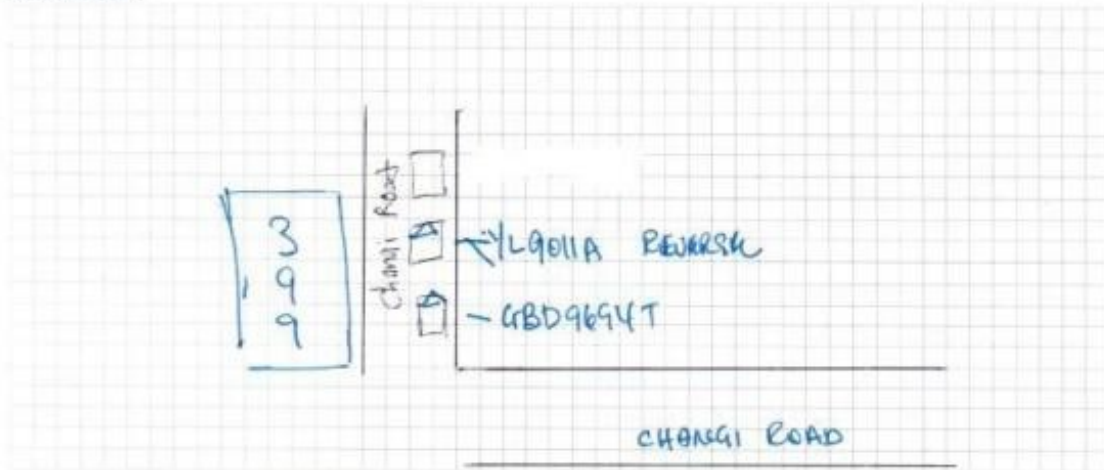 Changi Road
3
9
9
YL9011A REVERSE
GBD9694T
CHANGI ROAD